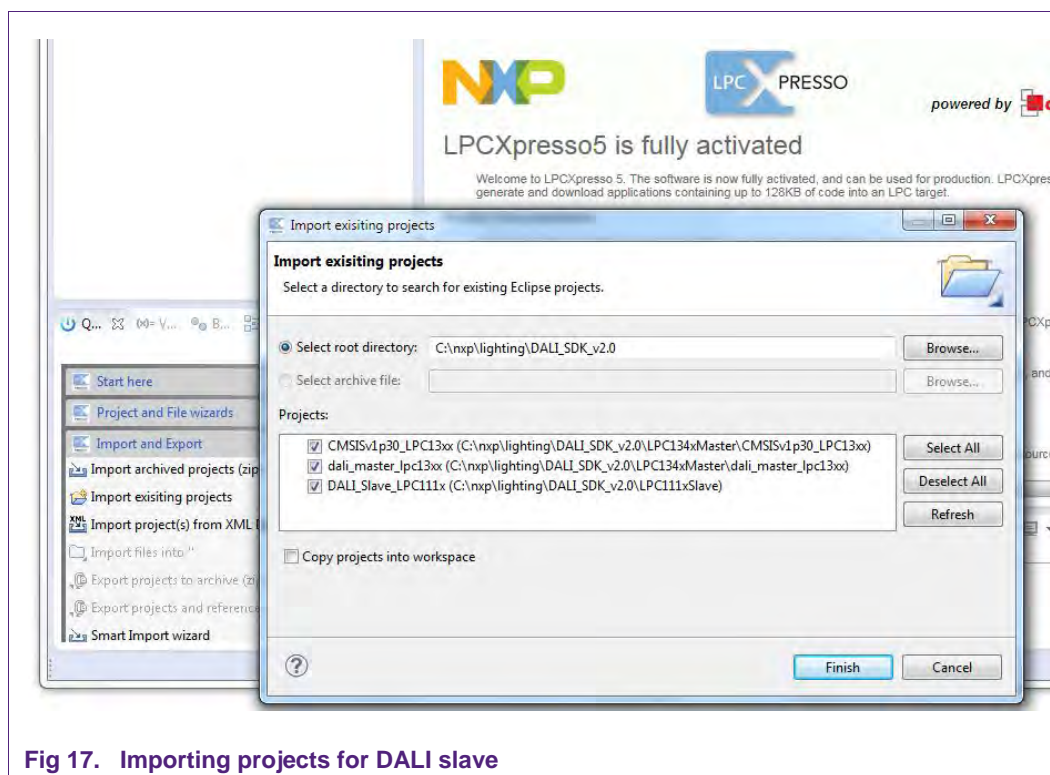 NXP
LPC XPRESSO
powered by
LPCXpresso5 is fully activated
Welcome to LPCXpresso 5. The software is now fully activated, and can be used for production.
generate and download applications containing up to 128KB of code into an LPC target.
Import exisiting projects
Import exisiting projects
Select a directory to search for existing Eclipse projects.
Q... (x)= V... B...
Select root directory: C:\nxp\lighting\DALI_SDK_v2.0 Browse...
Select archive file: Browse...
Start here
Project and File wizards
Import and Export
Import archived projects (zip
Import exisiting projects
Import project(s) from XML
Import files into ''
Export projects to archive (zi
Export projects and reference
Smart Import wizard
Projects:
CMSISv1p30_LPC13xx (C:\nxp\lighting\DALI_SDK_v2.0\LPC134xMaster\CMSISv1p30_LPC13xx)
dali_master_lpc13xx (C:\nxp\lighting\DALI_SDK_v2.0\LPC134xMaster\dali_master_lpc13xx)
DALI_Slave_LPC111x (C:\nxp\lighting\DALI_SDK_v2.0\LPC111xSlave)
Select All
Deselect All
Refresh
Copy projects into workspace
Finish
Cancel
Fig 17. Importing projects for DALI slave